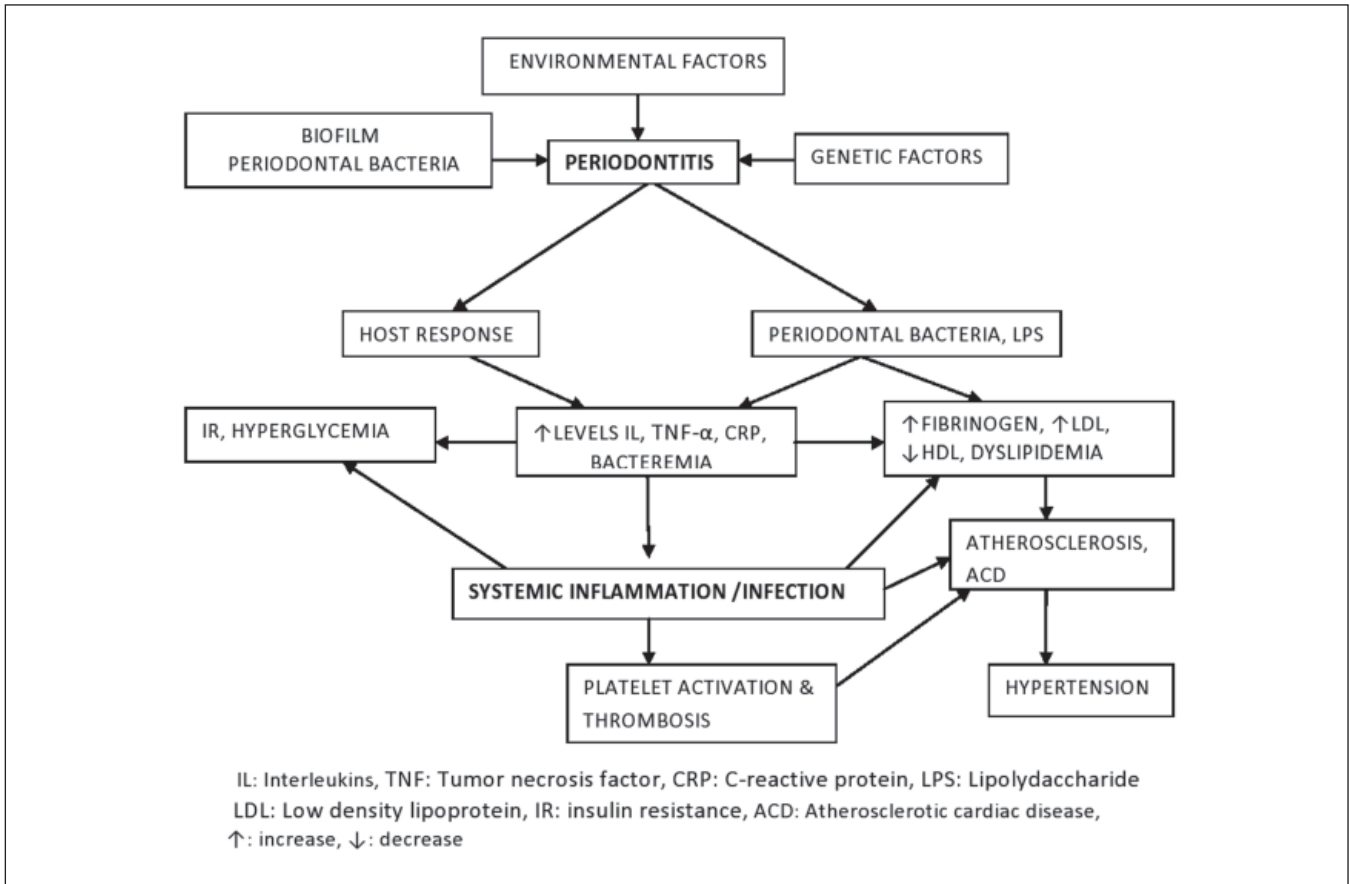 ENVIRONMENTAL FACTORS
BIOFILM
PERIODONTAL BACTERIA
PERIODONTITIS
GENETIC FACTORS
HOST RESPONSE
PERIODONTAL BACTERIA, LPS
IR, HYPERGLYCEMIA
↑LEVELS IL, TNF-α, CRP,
BACTEREMIA
↑FIBRINOGEN, ↑LDL,
↓HDL, DYSLIPIDEMIA
ATHEROSCLEROSIS,
ACD
SYSTEMIC INFLAMMATION /INFECTION
PLATELET ACTIVATION &
THROMBOSIS
HYPERTENSION
IL: Interleukins, TNF: Tumor necrosis factor, CRP: C-reactive protein, LPS: Lipolydaccharide
LDL: Low density lipoprotein, IR: insulin resistance, ACD: Atherosclerotic cardiac disease,
↑: increase, ↓: decrease